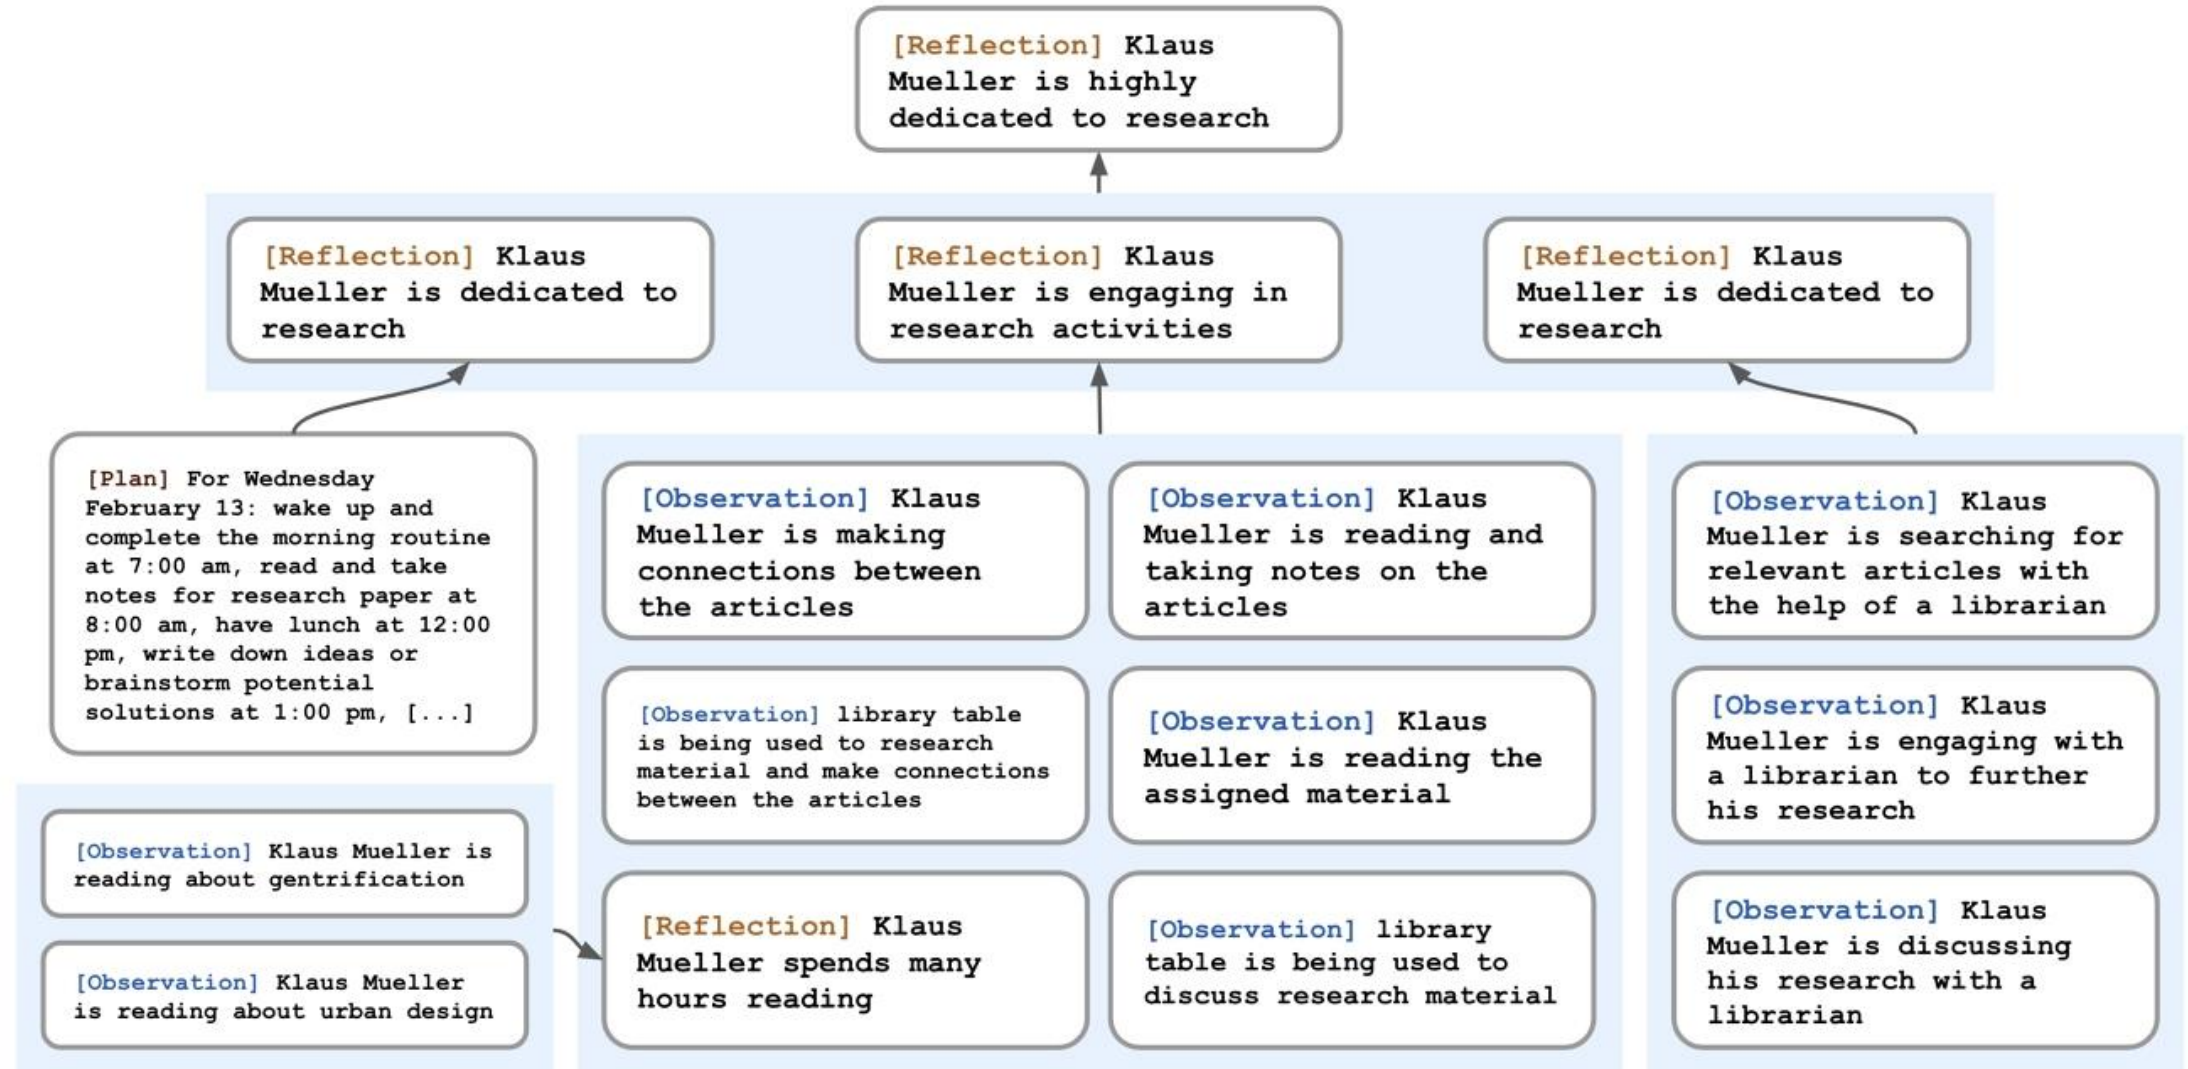 [Reflection] Klaus
Mueller is highly
dedicated to research
[Reflection] Klaus
Mueller is dedicated to
research
[Reflection] Klaus
Mueller is engaging in
research activities
[Reflection] Klaus
Mueller is dedicated to
research
[Plan] For Wednesday
February 13: wake up and
complete the morning routine
at 7:00 am, read and take
notes for research paper at
8:00 am, have lunch at 12:00
pm, write down ideas or
brainstorm potential
solutions at 1:00 pm, [...]
[Observation] Klaus Mueller is
reading about gentrification
[Observation] Klaus Mueller
is reading about urban design
[Observation] Klaus
Mueller is making
connections between
the articles
[Observation] Klaus
Mueller is reading and
taking notes on the
articles
[Observation] library table
is being used to research
material and make connections
between the articles
[Observation] Klaus
Mueller is reading the
assigned material
[Reflection] Klaus
Mueller spends many
hours reading
[Observation] library
table is being used to
discuss research material
[Observation] Klaus
Mueller is searching for
relevant articles with
the help of a librarian
[Observation] Klaus
Mueller is engaging with
a librarian to further
his research
[Observation] Klaus
Mueller is discussing
his research with a
librarian